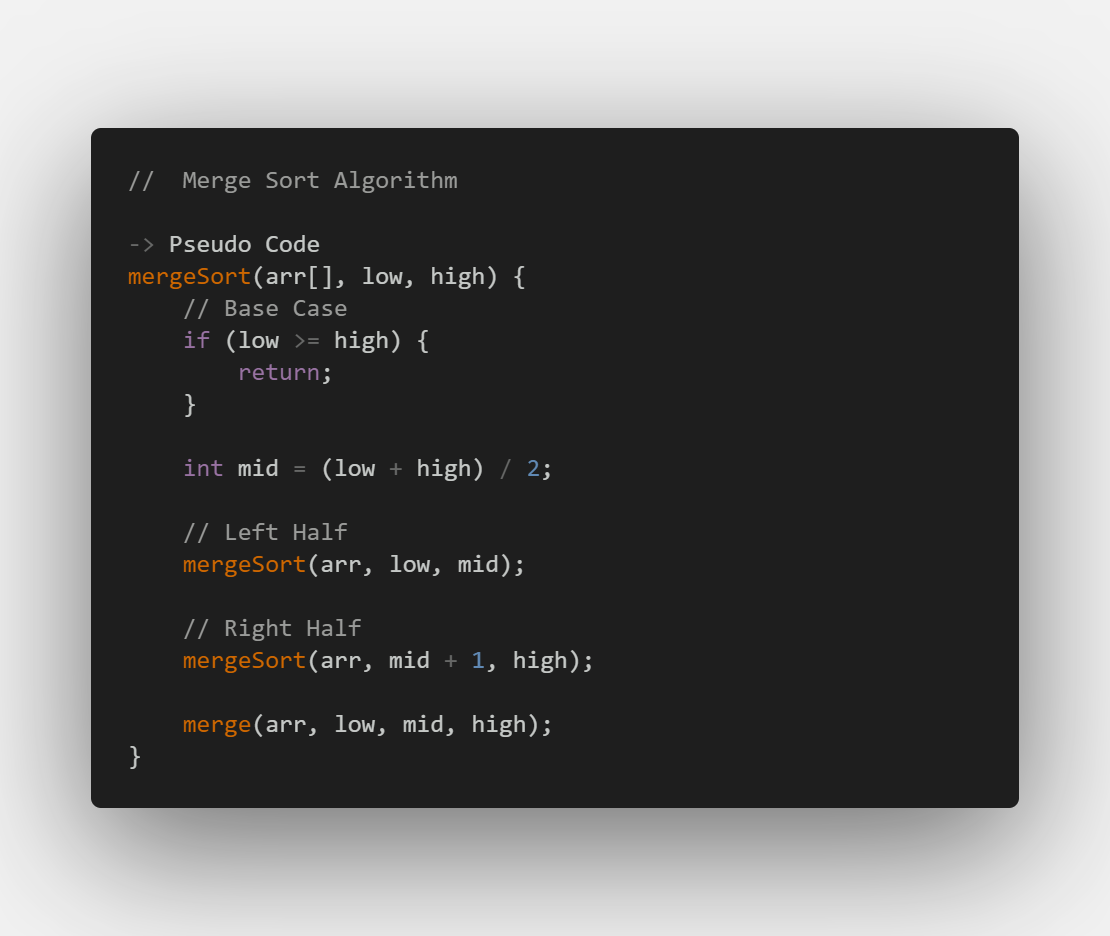 //  Merge Sort Algorithm

-> Pseudo Code
mergeSort(arr[], low, high) {
    // Base Case
    if (low >= high) {
        return;
    }

    int mid = (low + high) / 2;

    // Left Half
    mergeSort(arr, low, mid);

    // Right Half
    mergeSort(arr, mid + 1, high);

    merge(arr, low, mid, high);
}